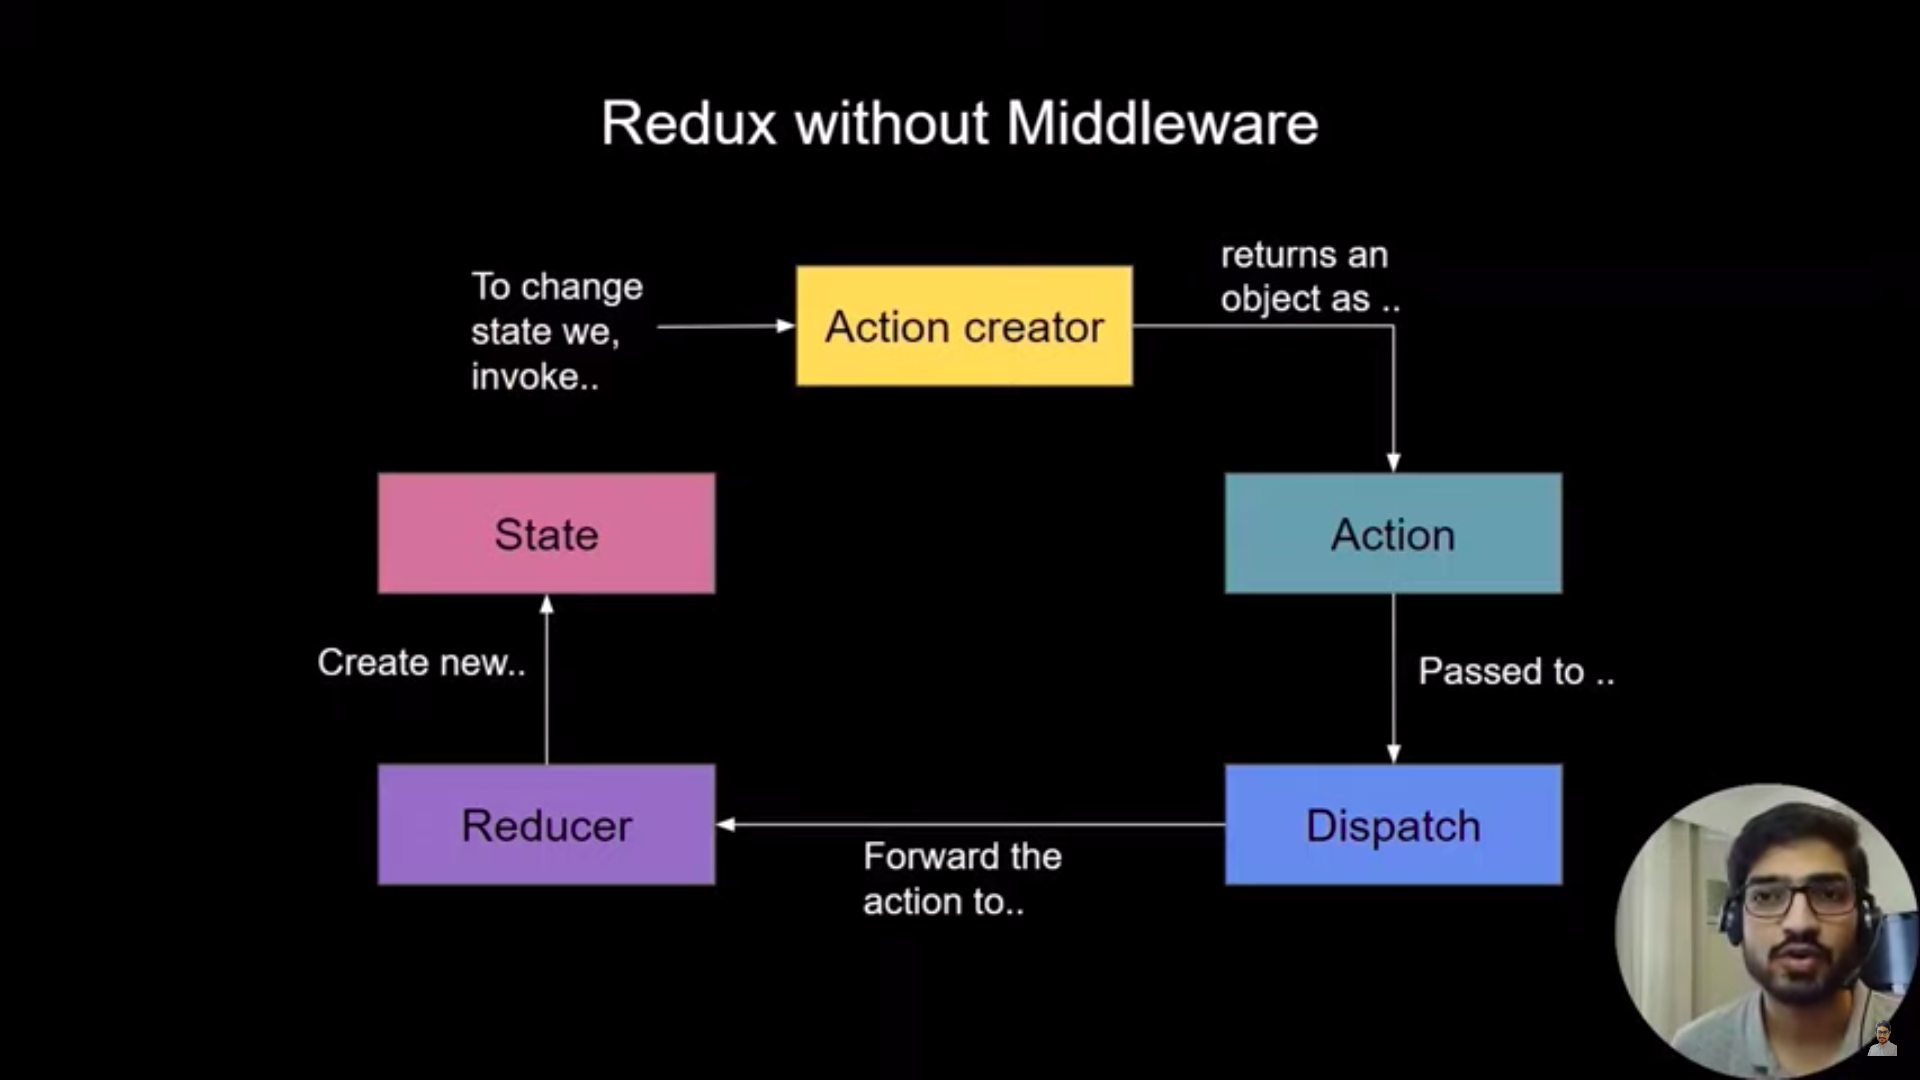 Redux without Middleware
To change
state we,
invoke..
Action creator
returns an
object as ..
State
Action
Create new..
Passed to ..
Reducer
Forward the
action to..
Dispatch